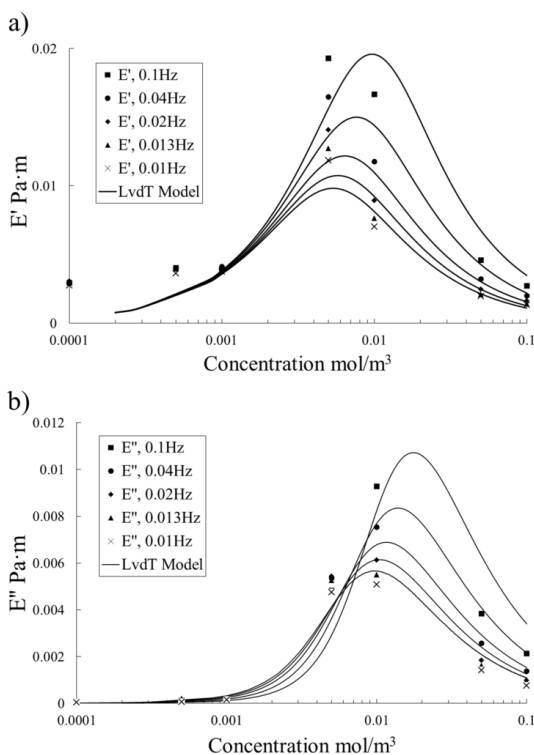 a)
0.02
E', 0.1Hz
E', 0.04Hz
E', 0.02Hz
E', 0.013Hz
E', 0.01Hz
LvdT Model
0.01
0
E' Pa·m
0.0001
0.001
0.01
0.1
Concentration mol/m³
b)
0.012
0.01
0.008
0.006
0.004
0.002
0
E", 0.1Hz
E", 0.04Hz
E", 0.02Hz
E", 0.013Hz
E", 0.01Hz
LvdT Model
E" Pa·m
0.0001
0.001
0.01
0.1
Concentration mol/m³